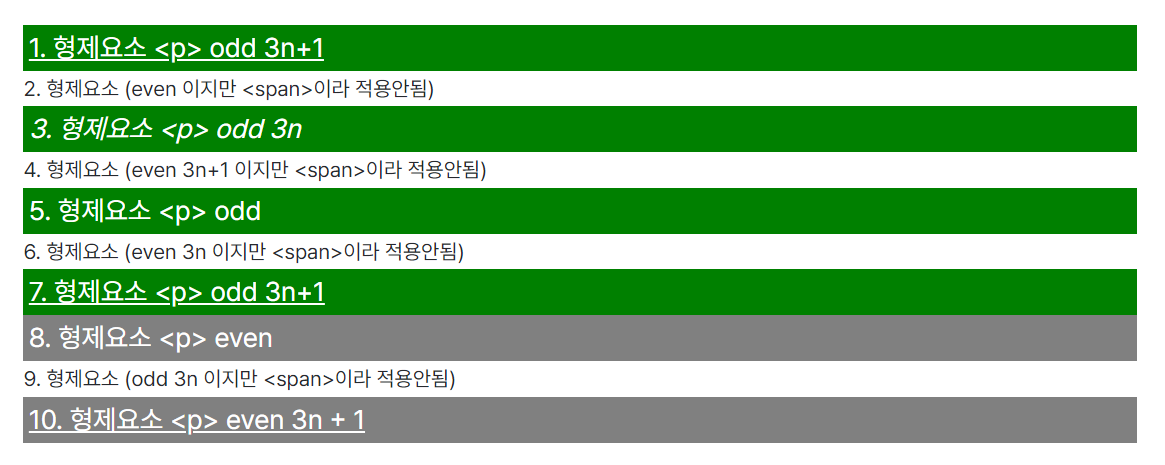 1. 형제요소 <p> odd 3n+1
2. 형제요소 (even 이지만 <span>이라 적용안됨)
3. 형제요소 <p> odd 3n
4. 형제요소 (even 3n+1 이지만 <span>이라 적용안됨)
5. 형제요소 <p> odd
6. 형제요소 (even 3n 이지만 <span>이라 적용안됨)
7. 형제요소 <p> odd 3n+1
8. 형제요소 <p> even
9. 형제요소 (odd 3n 이지만 <span>이라 적용안됨)
10. 형제요소 <p> even 3n + 1